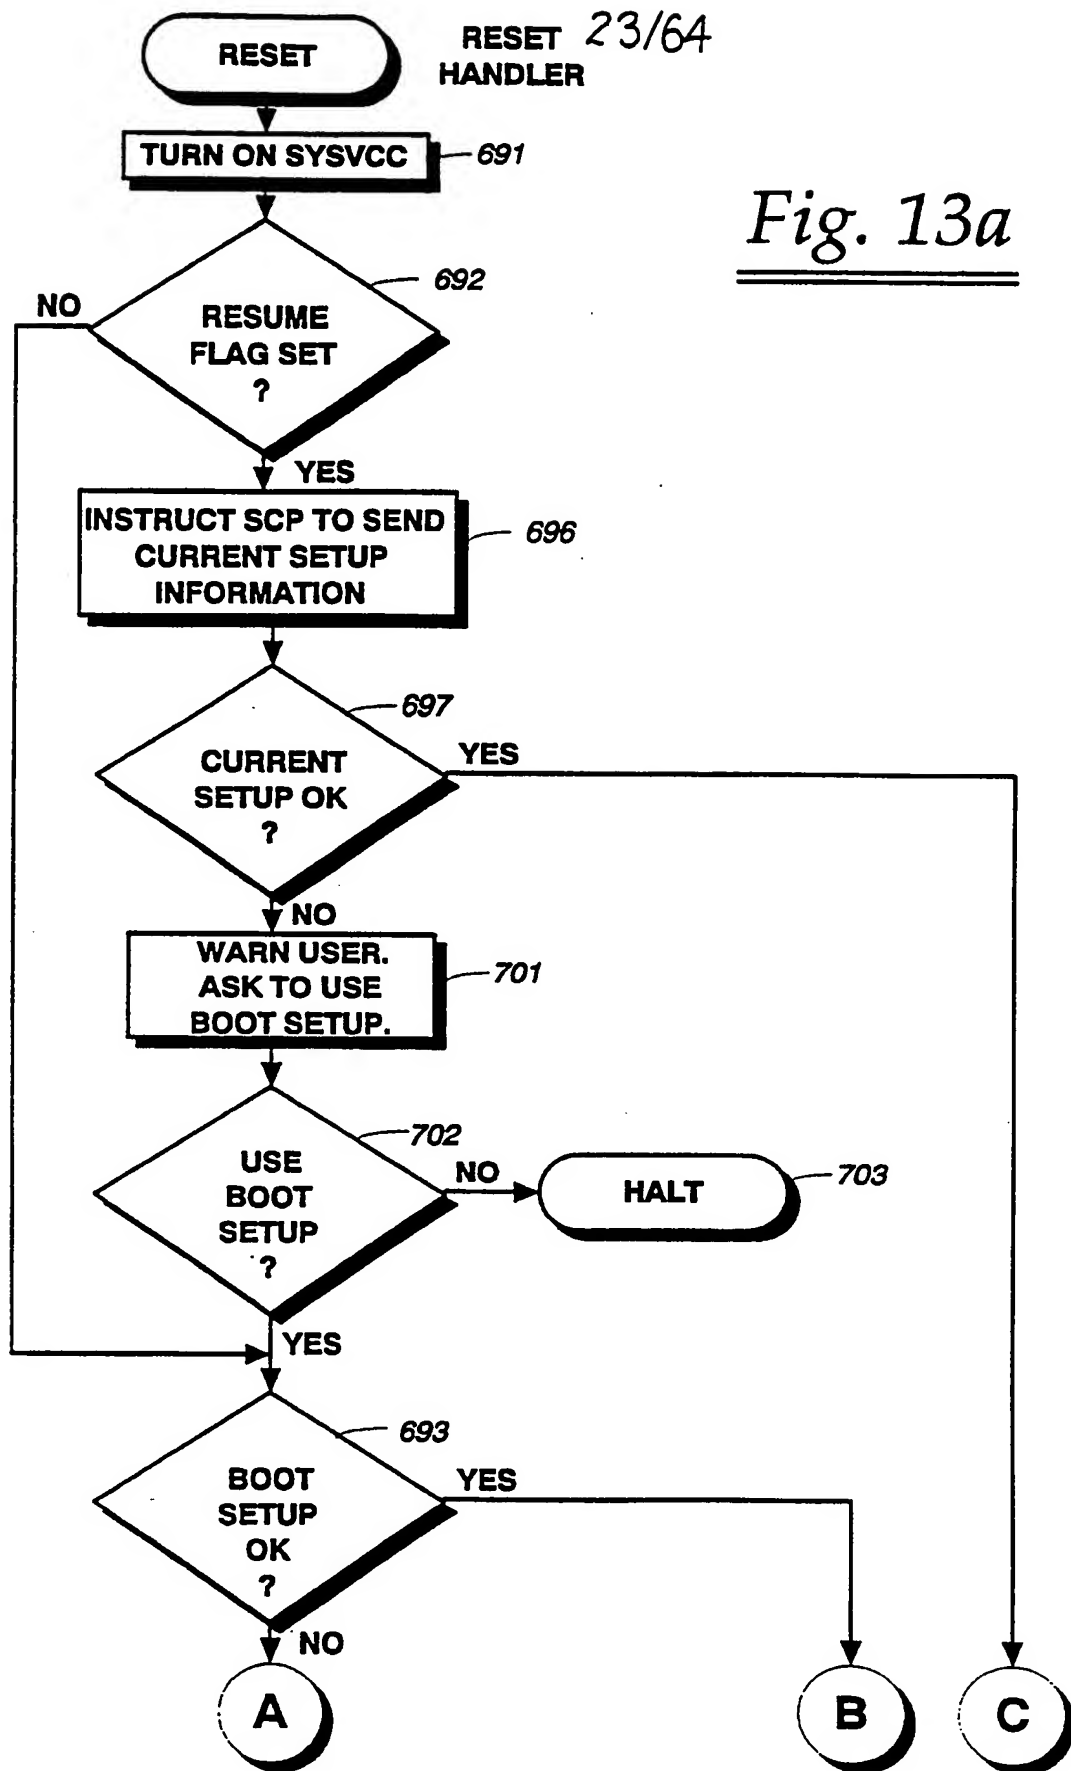 RESET
RESET
HANDLER
23/64
TURN ON SYSVCC
691
Fig. 13a
692
NO
RESUME
FLAG SET
?
YES
INSTRUCT SCP TO SEND
CURRENT SETUP
INFORMATION
696
697
CURRENT
SETUP OK
?
YES
NO
WARN USER.
ASK TO USE
BOOT SETUP.
701
702
USE
BOOT
SETUP
?
NO
HALT
703
YES
693
BOOT
SETUP
OK
?
YES
NO
A
B
C